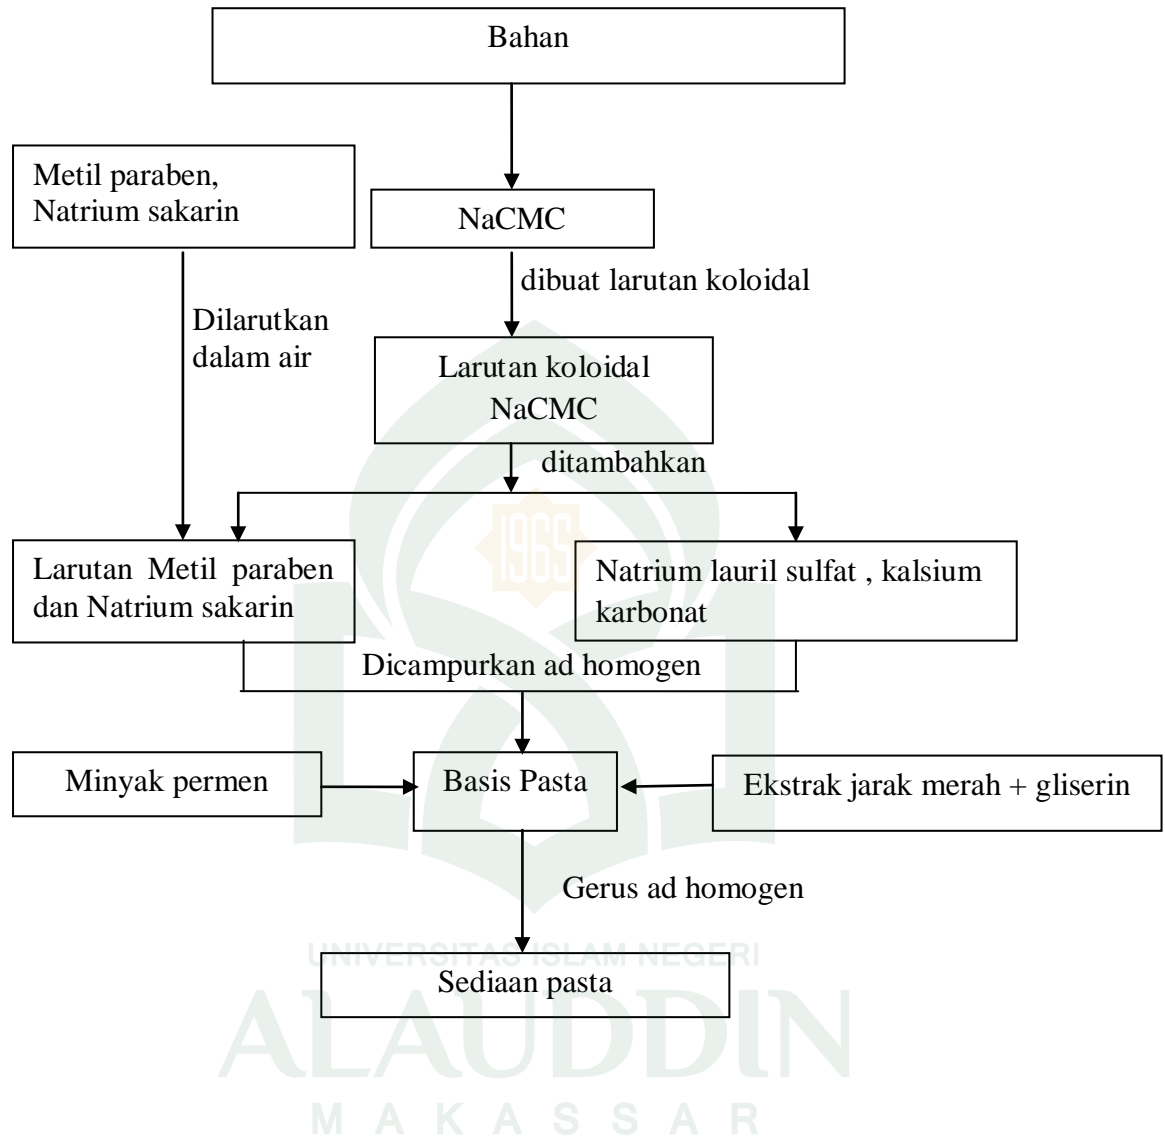 Bahan
Metil paraben,
Natrium sakarin
NaCMC
dibuat larutan koloidal
Dilarutkan
dalam air
Larutan koloidal
NaCMC
ditambahkan
1965
Larutan Metil paraben
dan Natrium sakarin
Natrium lauril sulfat , kalsium
karbonat
Dicampurkan ad homogen
Minyak permen
Basis Pasta
Ekstrak jarak merah + gliserin
Gerus ad homogen
UNIVERSITAS ISLAM NEGERI
Sediaan pasta
ALAUDDIN
MAKASSAR